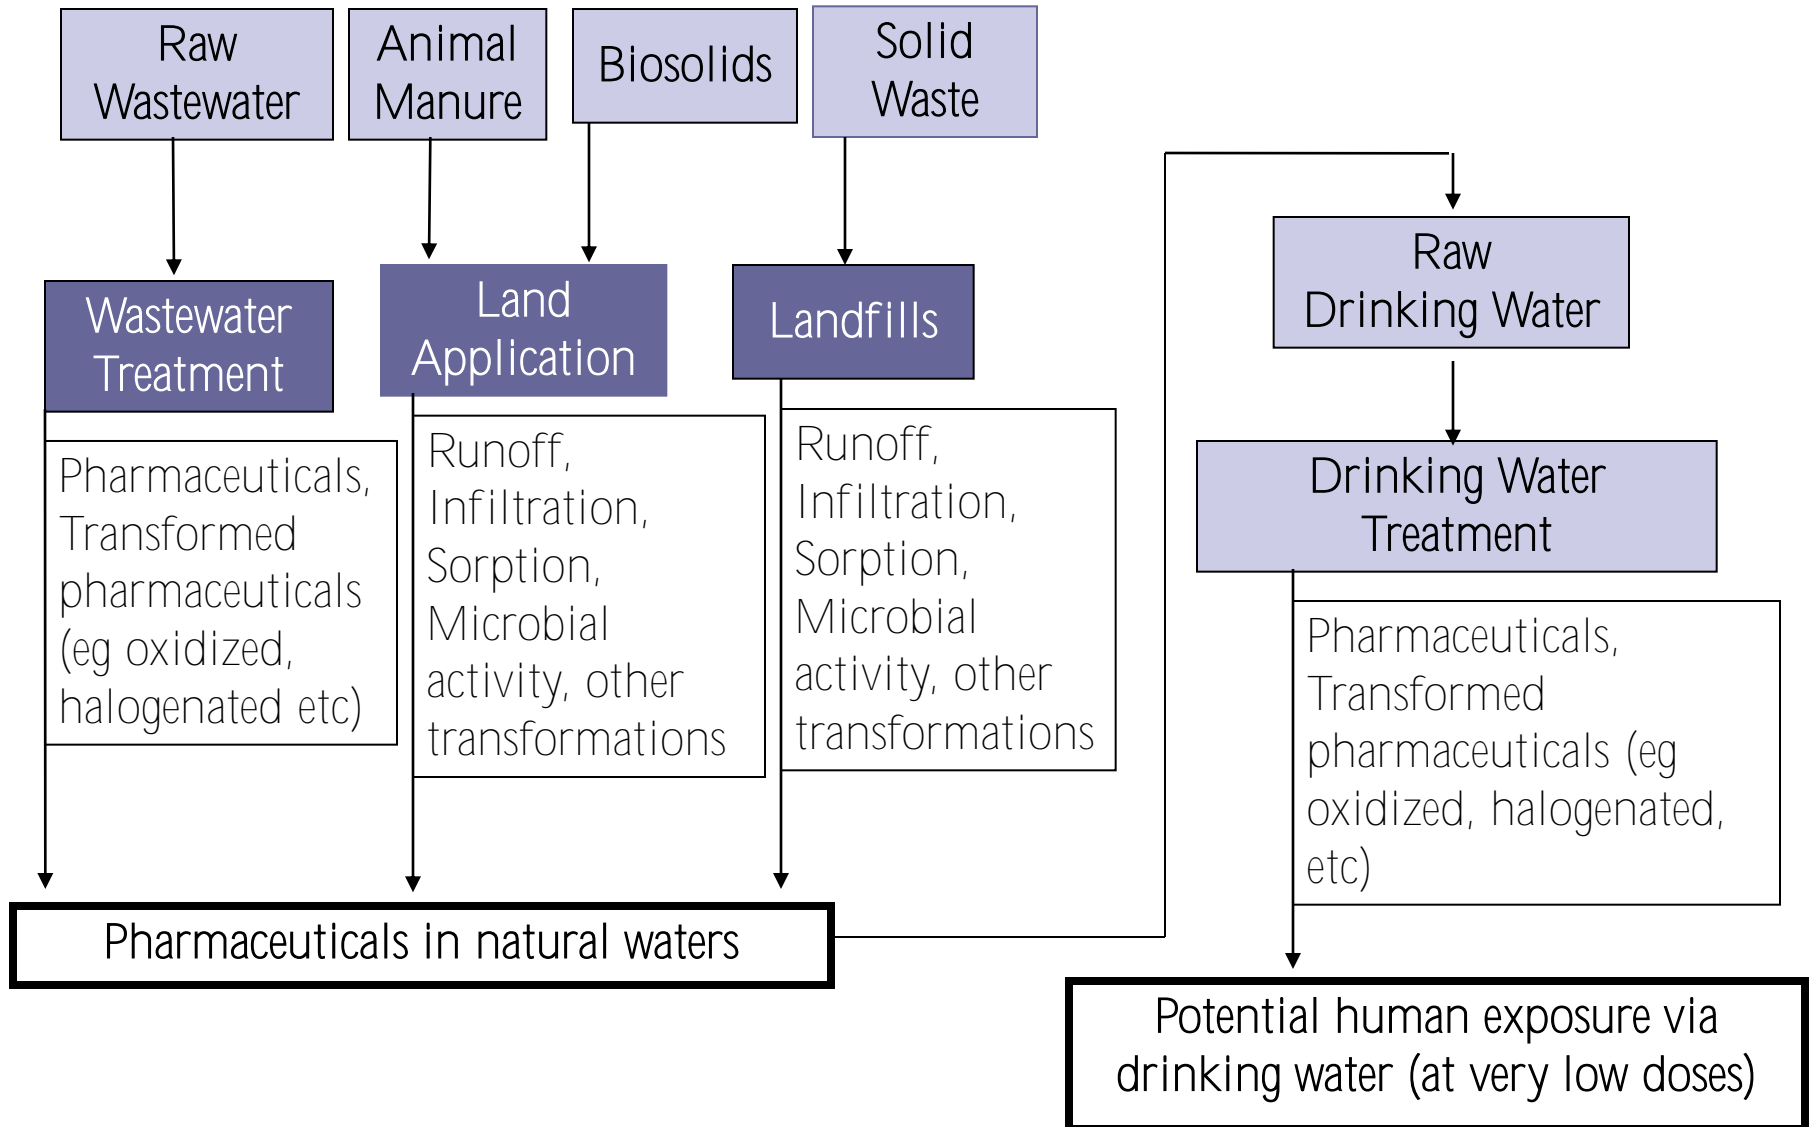 Raw
Wastewater
Animal
Manure
Biosolids
Solid
Waste
Wastewater
Treatment
Land
Application
Landfills
Pharmaceuticals,
Transformed
pharmaceuticals
(eg oxidized,
halogenated etc)
Runoff,
Infiltration,
Sorption,
Microbial
activity, other
transformations
Runoff,
Infiltration,
Sorption,
Microbial
activity, other
transformations
Pharmaceuticals in natural waters
Raw
Drinking Water
Drinking Water
Treatment
Pharmaceuticals,
Transformed
pharmaceuticals (eg
oxidized, halogenated,
etc)
Potential human exposure via
drinking water (at very low doses)